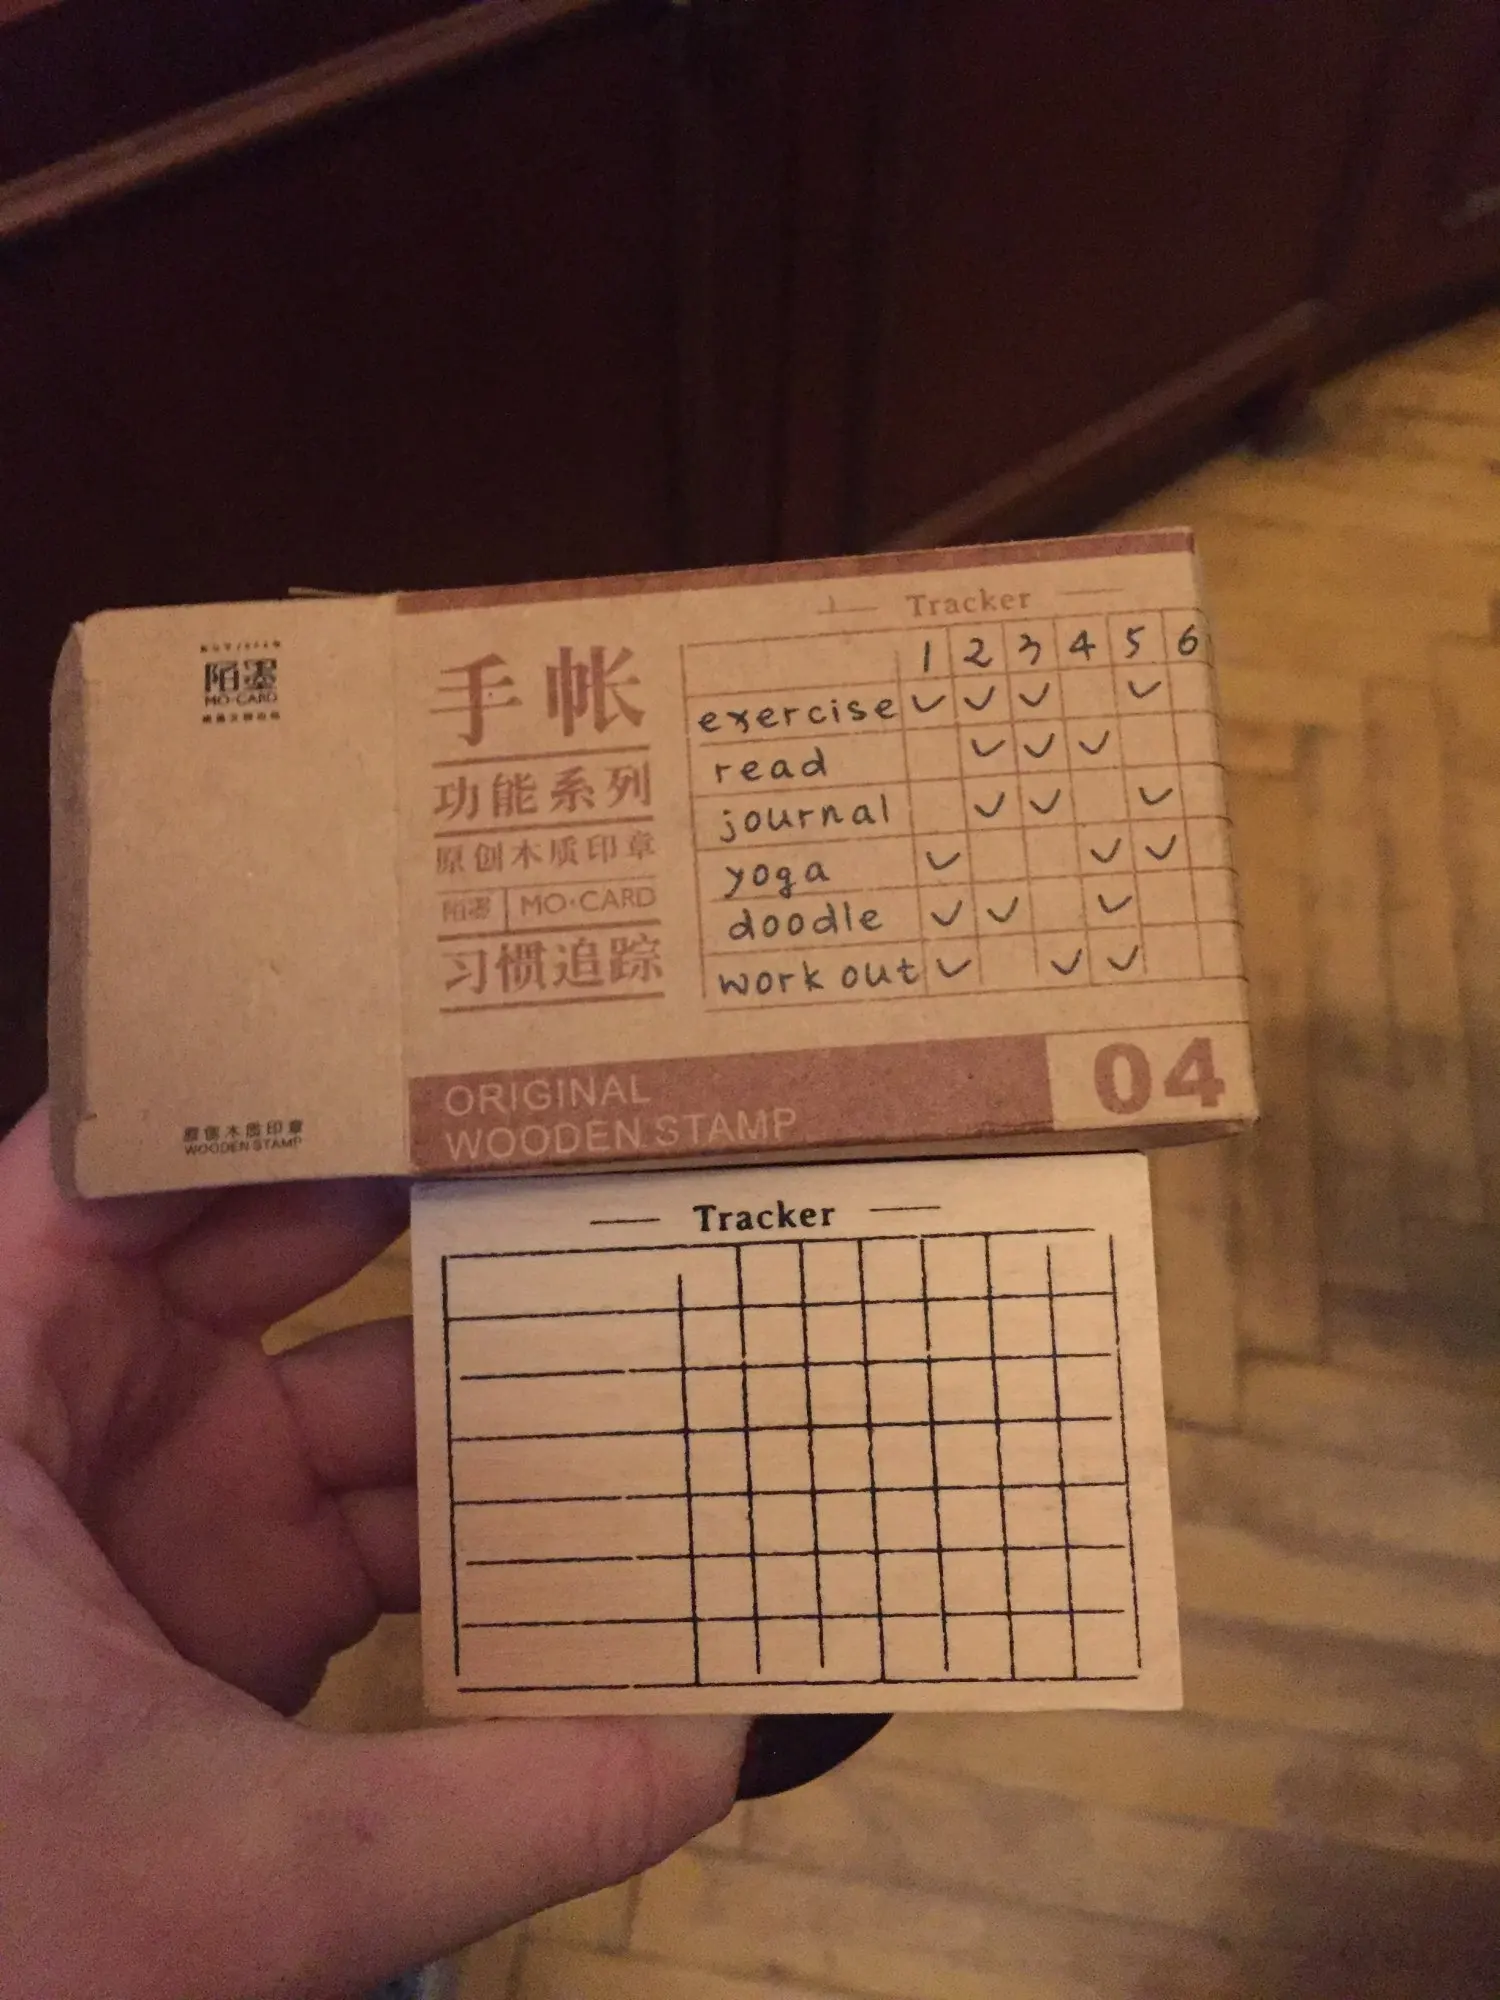 陌墨
MO·CARD
原创木质印章
WOODEN STAMP
手帐
功能系列
原创木质印章
陌墨 MO·CARD
习惯追踪
Tracker
1 2 3 4 5 6
exercise
read
journal
yoga
doodle
work out
ORIGINAL
WOODEN STAMP
04
Tracker